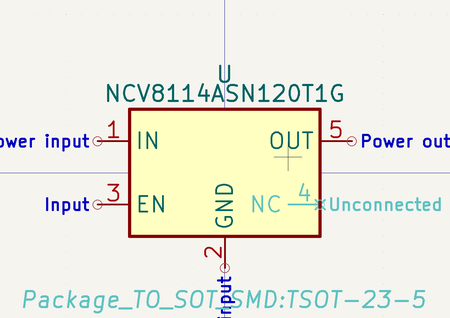 U
NCV8114ASN120T1G
ower input 1 IN OUT 5 Power out
Input 3 EN GND NC 4 Unconnected
2
input
Package_TO_SOT_SMD:TSOT-23-5